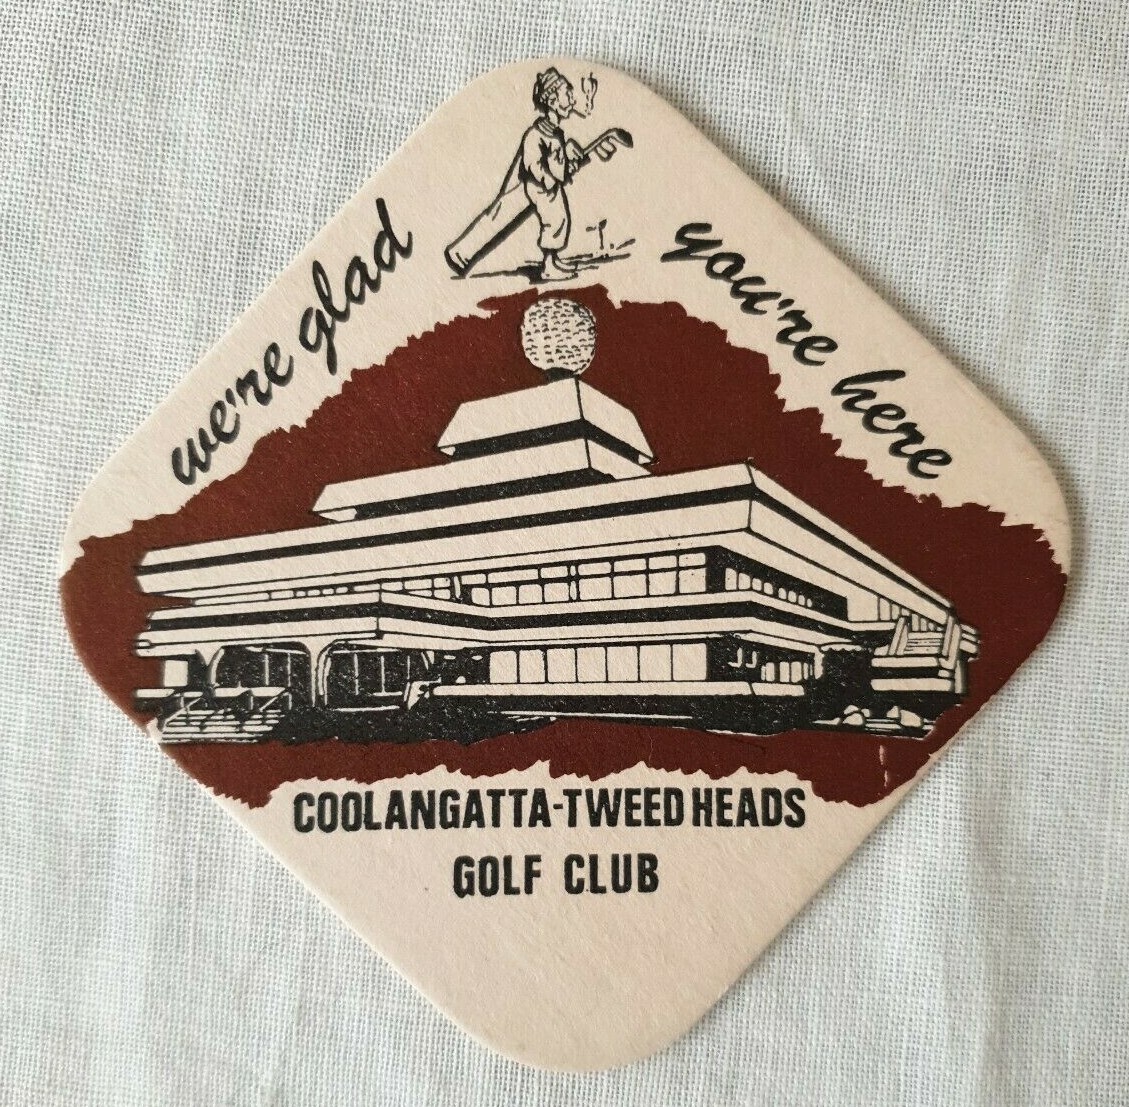 we're glad
you're here
COOLANGATTA-TWEED HEADS
GOLF CLUB